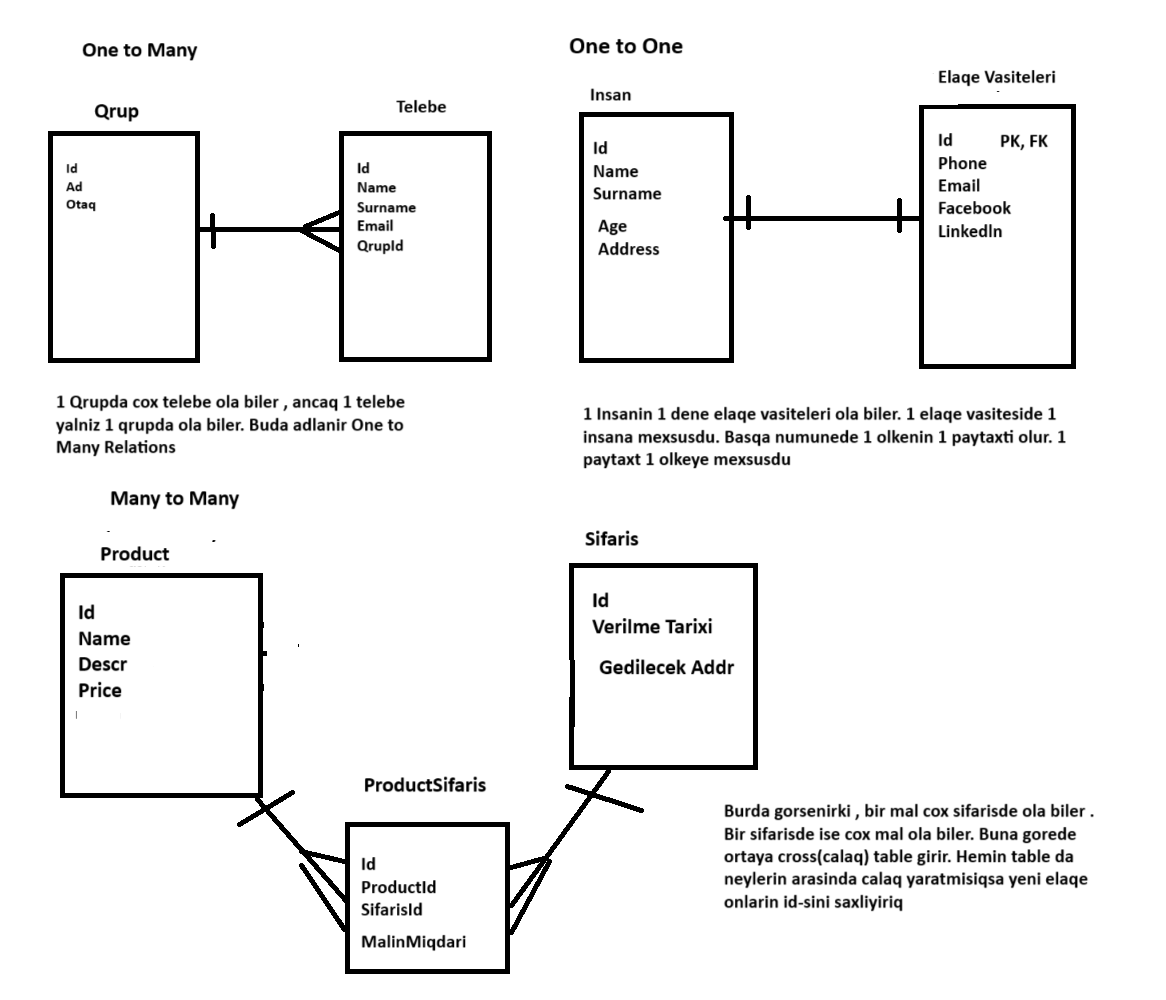 One to Many
Qrup
Id
Ad
Otaq
Telebe
Id
Name
Surname
Email
QrupId
1 Qrupda cox telebe ola biler , ancaq 1 telebe
yalniz 1 qrupda ola biler. Buda adlanir One to
Many Relations
One to One
Insan
Id
Name
Surname
Age
Address
Elaqe Vasiteleri
Id PK, FK
Phone
Email
Facebook
LinkedIn
1 Insanin 1 dene elaqe vasiteleri ola biler. 1 elaqe vasiteside 1
insana mexsusdu. Basqa numunede 1 olkenin 1 paytaxti olur. 1
paytaxt 1 olkeye mexsusdu
Many to Many
Product
Id
Name
Descr
Price
Sifaris
Id
Verilme Tarixi
Gedilecek Addr
ProductSifaris
Id
ProductId
SifarisId
MalinMiqdari
Burda gorsenirki , bir mal cox sifarisde ola biler .
Bir sifarisde ise cox mal ola biler. Buna gorede
ortaya cross(calaq) table girir. Hemin table da
neylerin arasinda calaq yaratmisiqsa yeni elaqe
onlarin id-sini saxliyiriq